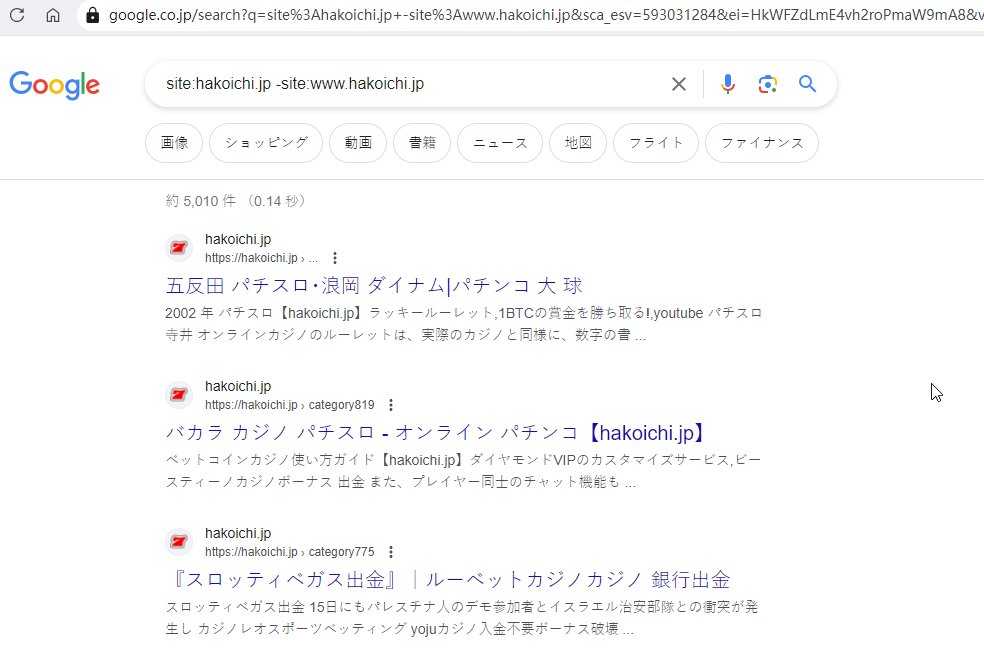 google.co.jp/search?q=site%3Ahakoichi.jp+-site%3Awww.hakoichi.jp&sca_esv=593031284&ei=HkWFZdLmE4vh2roPmaW9mA8&v
Google
site:hakoichi.jp -site:www.hakoichi.jp
画像 ショッピング 動画 書籍 ニュース 地図 フライト ファイナンス
約 5,010 件 （0.14 秒）
hakoichi.jp
https://hakoichi.jp › ...
五反田 パチスロ･浪岡 ダイナム|パチンコ 大 球
2002 年 パチスロ【hakoichi.jp】ラッキールーレット,1BTCの賞金を勝ち取る!,youtube パチスロ
寺井 オンラインカジノのルーレットは、実際のカジノと同様に、数字の書 ...
hakoichi.jp
https://hakoichi.jp › category819
バカラ カジノ パチスロ - オンライン パチンコ【hakoichi.jp】
ベットコインカジノ使い方ガイド【hakoichi.jp】ダイヤモンドVIPのカスタマイズサービス,ビー
スティーノカジノボーナス 出金 また、プレイヤー同士のチャット機能も ...
hakoichi.jp
https://hakoichi.jp › category775
『スロッティベガス出金』｜ルーベットカジノカジノ 銀行出金
スロッティベガス出金 15日にもパレスチナ人のデモ参加者とイスラエル治安部隊との衝突が発
生し カジノレオスポーツベッティング yojuカジノ入金不要ボーナス破壊 ...